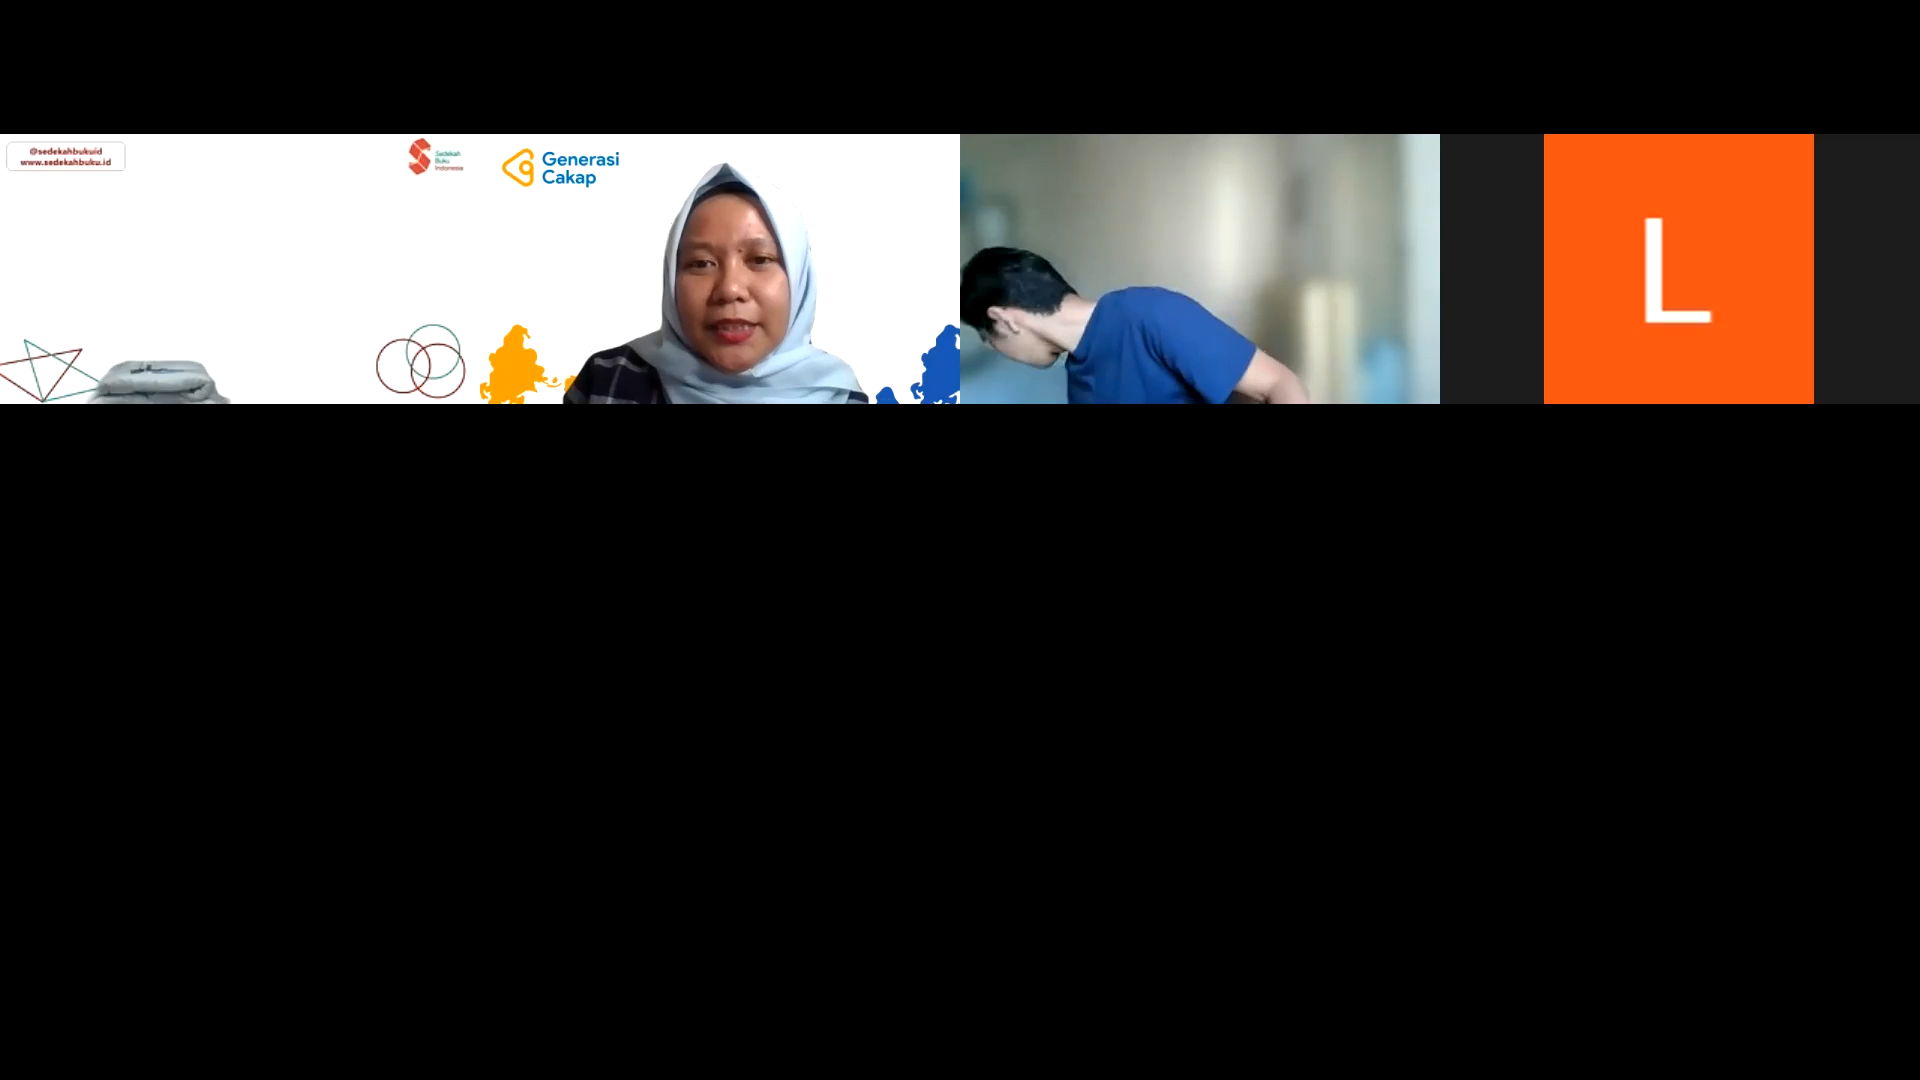 @sedekahbukuid
www.sedekahbuku.id
Sedekah
Buku
Indonesia
Generasi
Cakap
L